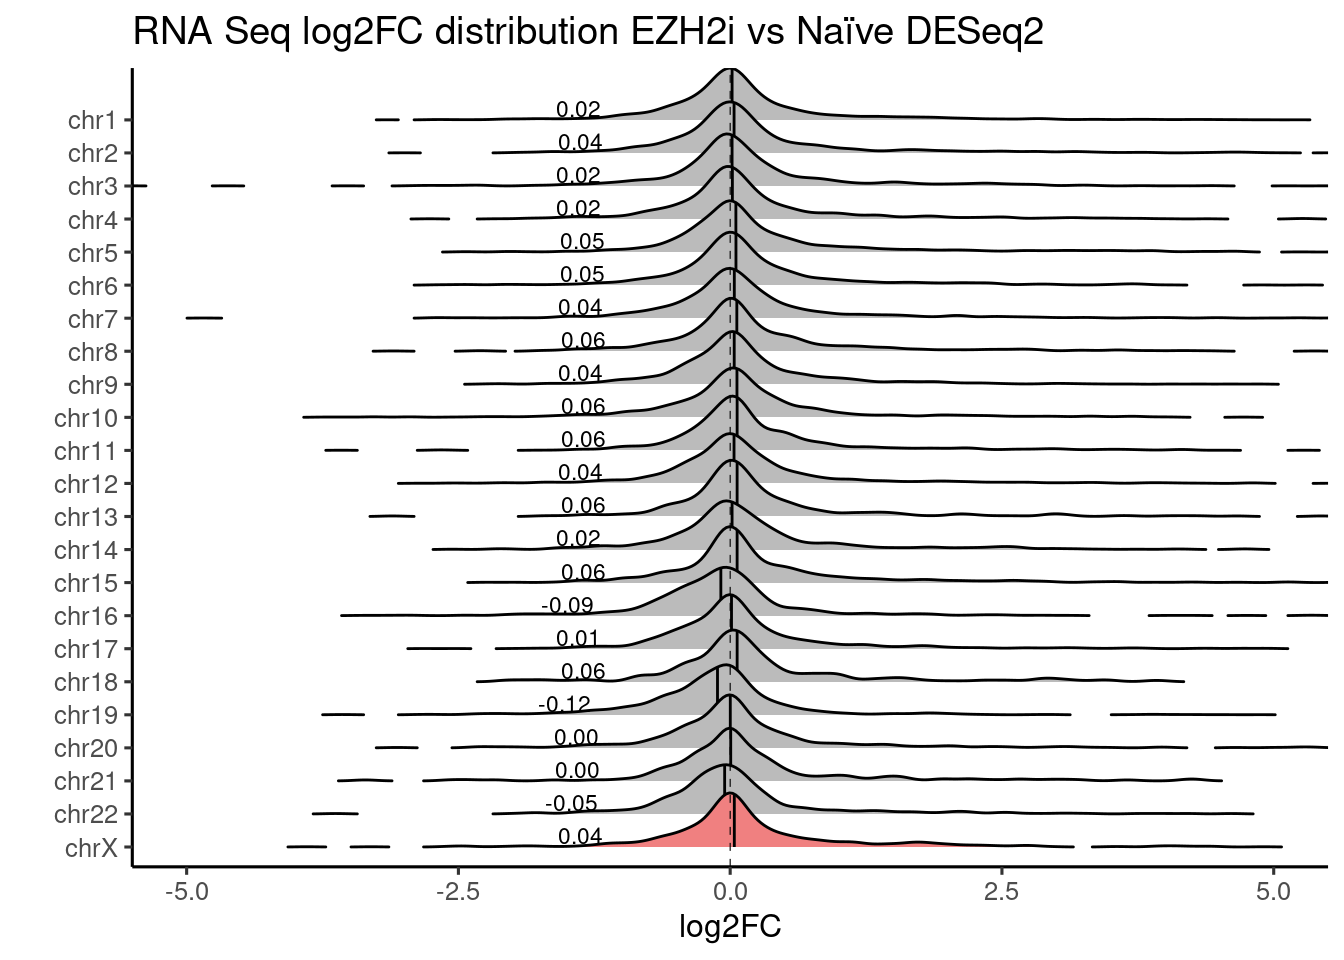 RNA Seq log2FC distribution EZH2i vs Naïve DESeq2
chr1 0.02
chr2 0.04
chr3 0.02
chr4 0.02
chr5 0.05
chr6 0.05
chr7 0.04
chr8 0.06
chr9 0.04
chr10 0.06
chr11 0.06
chr12 0.04
chr13 0.06
chr14 0.02
chr15 0.06
chr16 -0.09
chr17 0.01
chr18 0.06
chr19 -0.12
chr20 0.00
chr21 0.00
chr22 -0.05
chrX 0.04
-5.0 -2.5 0.0 2.5 5.0
log2FC